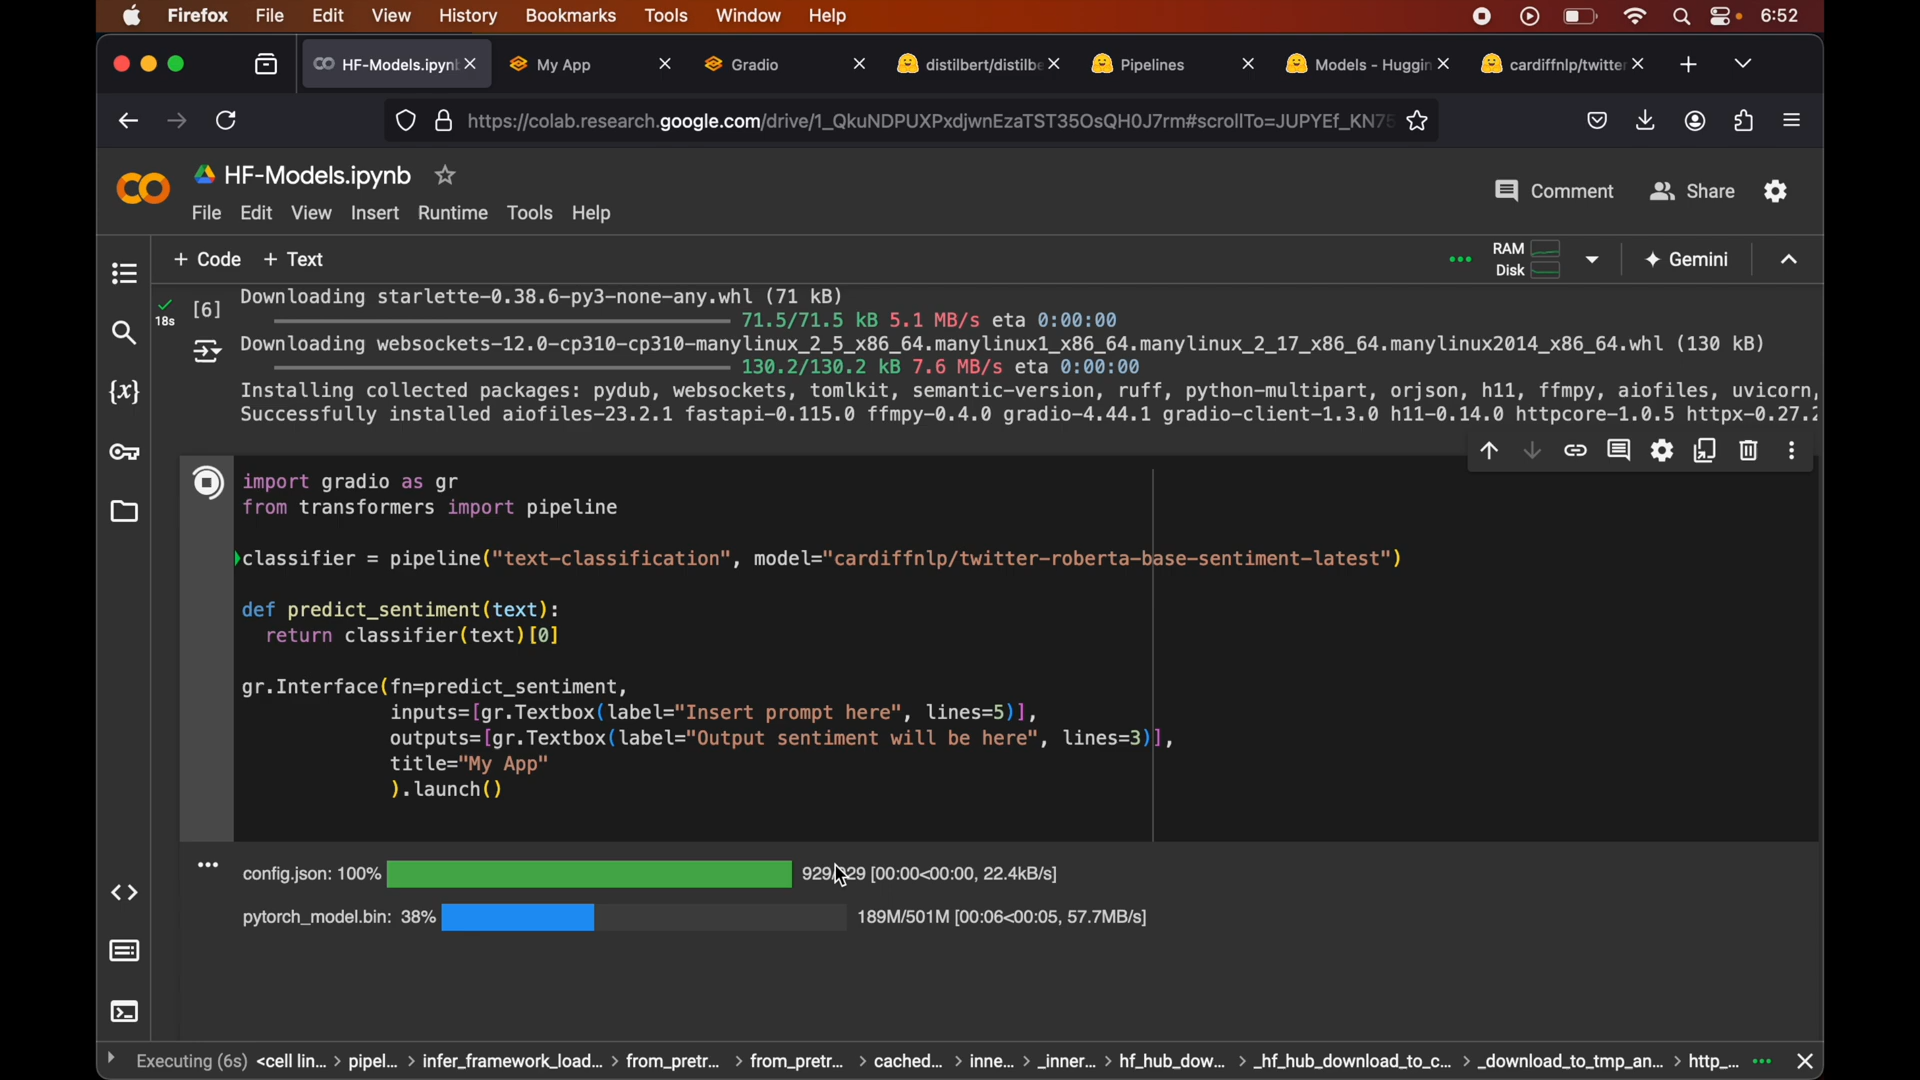 Firefox File Edit View History Bookmarks Tools Window Help 6:52
HF-Models.ipynb My App Gradio distilbert/distilbe Pipelines Models - Huggin cardiffnlp/twitter
https://colab.research.google.com/drive/1_QkuNDPUXPxdjwnEzaTST35OsQH0J7rm#scrollTo=JUPYEf_KN75
HF-Models.ipynb
Comment Share
File Edit View Insert Runtime Tools Help
+ Code + Text
RAM
Disk
Gemini
[6] Downloading starlette-0.38.6-py3-none-any.whl (71 kB)
18s
71.5/71.5 kB 5.1 MB/s eta 0:00:00
Downloading websockets-12.0-cp310-cp310-manylinux_2_5_x86_64.manylinux1_x86_64.manylinux_2_17_x86_64.manylinux2014_x86_64.whl (130 kB)
130.2/130.2 kB 7.6 MB/s eta 0:00:00
Installing collected packages: pydub, websockets, tomlkit, semantic-version, ruff, python-multipart, orjson, h11, ffmpy, aiofiles, uvicorn,
Successfully installed aiofiles-23.2.1 fastapi-0.115.0 ffmpy-0.4.0 gradio-4.44.1 gradio-client-1.3.0 h11-0.14.0 httpcore-1.0.5 httpx-0.27.2
import gradio as gr
from transformers import pipeline
classifier = pipeline("text-classification", model="cardiffnlp/twitter-roberta-base-sentiment-latest")
def predict_sentiment(text):
return classifier(text)[0]
gr.Interface(fn=predict_sentiment,
inputs=[gr.Textbox(label="Insert prompt here", lines=5)],
outputs=[gr.Textbox(label="Output sentiment will be here", lines=3)],
title="My App"
).launch()
config.json: 100% 929/929 [00:00<00:00, 22.4kB/s]
pytorch_model.bin: 38% 189M/501M [00:06<00:05, 57.7MB/s]
Executing (6s) <cell lin... > pipel... > infer_framework_load... > from_pretr... > from_pretr... > cached... > inne... > _inner... > hf_hub_dow... > _hf_hub_download_to_c... > _download_to_tmp_an... > http_...